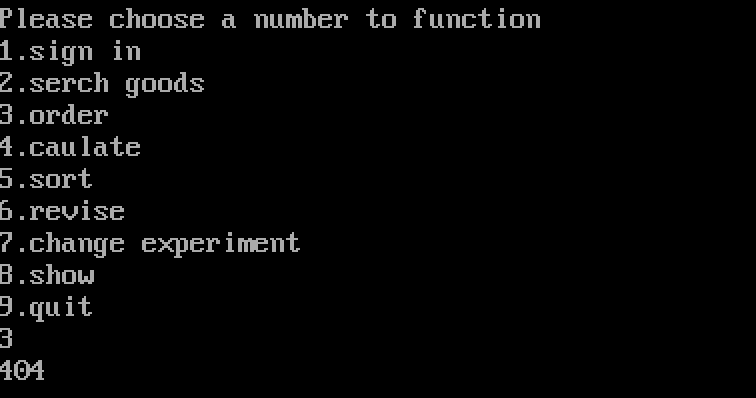 Please choose a number to function
1.sign in
2.serch goods
3.order
4.caulate
5.sort
6.revise
7.change experiment
8.show
9.quit
3
404